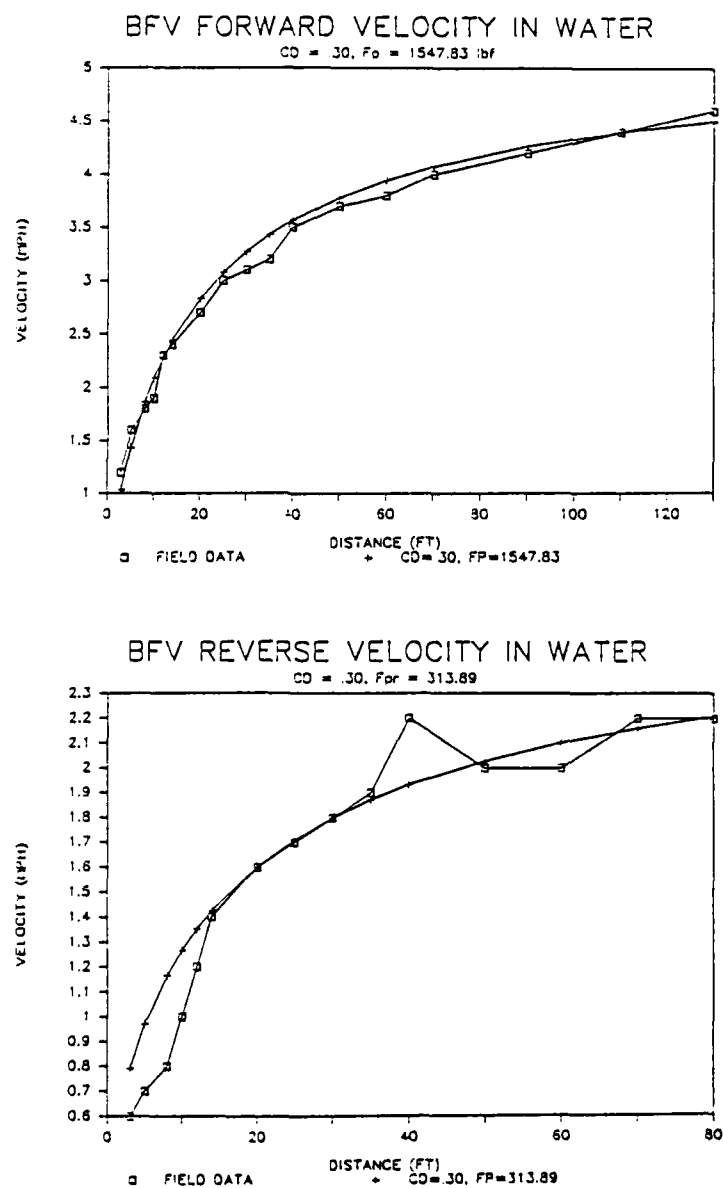 BFV FORWARD VELOCITY IN WATER
CD = .30, Fp = 1547.83 lbf
5
4.5
4
3.5
3
2.5
2
1.5
1
VELOCITY (MPH)
0 20 40 60 80 100 120
DISTANCE (FT)
FIELD DATA + CD=.30, FP=1547.83
BFV REVERSE VELOCITY IN WATER
CD = .30, Fpr = 313.89
2.3
2.2
2.1
2
1.9
1.8
1.7
1.6
1.5
1.4
1.3
1.2
1.1
1
0.9
0.8
0.7
0.6
VELOCITY (MPH)
0 20 40 60 80
DISTANCE (FT)
FIELD DATA + CD=.30, FP=313.89